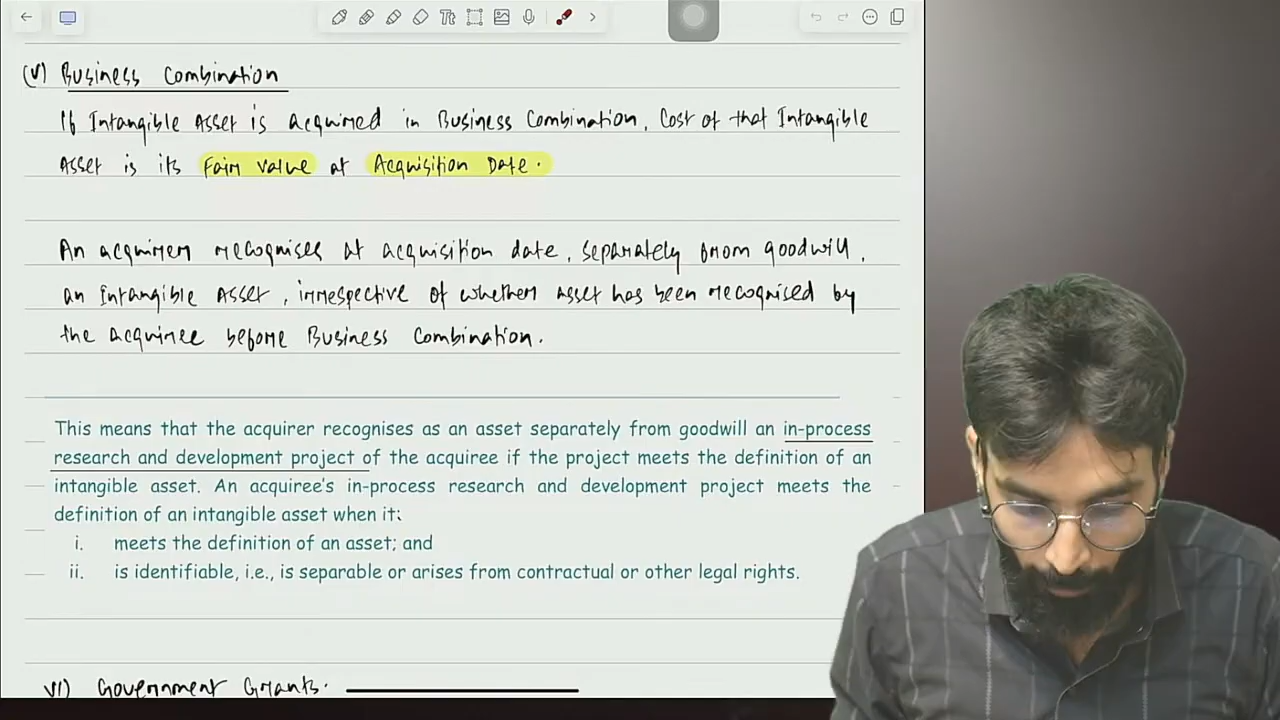 (v) Business Combination
If Intangible Asset is acquired in Business Combination, Cost of that Intangible
Asset is its Fair Value at Acquisition Date.
An acquirer recognises at acquisition date, separately from goodwill,
an Intangible Asset, irrespective of whether asset has been recognised by
the acquiree before Business Combination.
This means that the acquirer recognises as an asset separately from goodwill an in-process
research and development project of the acquiree if the project meets the definition of an
intangible asset. An acquiree's in-process research and development project meets the
definition of an intangible asset when it:
i. meets the definition of an asset; and
ii. is identifiable, i.e., is separable or arises from contractual or other legal rights.
vi) Government Grants.